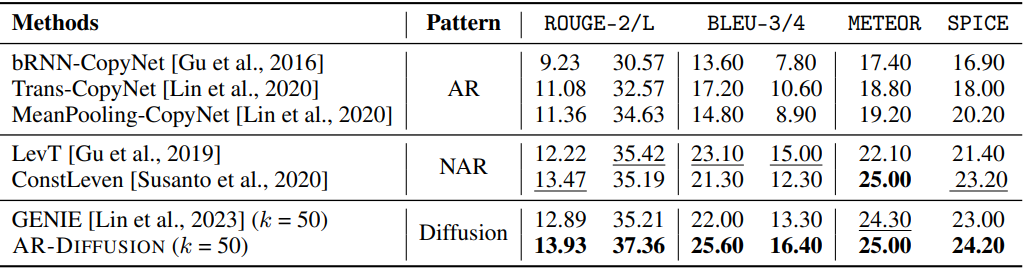 Methods Pattern ROUGE-2/L BLEU-3/4 METEOR SPICE
bRNN-CopyNet [Gu et al., 2016] 9.23 30.57 13.60 7.80 17.40 16.90
Trans-CopyNet [Lin et al., 2020] AR 11.08 32.57 17.20 10.60 18.80 18.00
MeanPooling-CopyNet [Lin et al., 2020] 11.36 34.63 14.80 8.90 19.20 20.20
LevT [Gu et al., 2019] NAR 12.22 35.42 23.10 15.00 22.10 21.40
ConstLeven [Susanto et al., 2020] 13.47 35.19 21.30 12.30 25.00 23.20
GENIE [Lin et al., 2023] (k = 50) Diffusion 12.89 35.21 22.00 13.30 24.30 23.00
AR-DIFFUSION (k = 50) 13.93 37.36 25.60 16.40 25.00 24.20